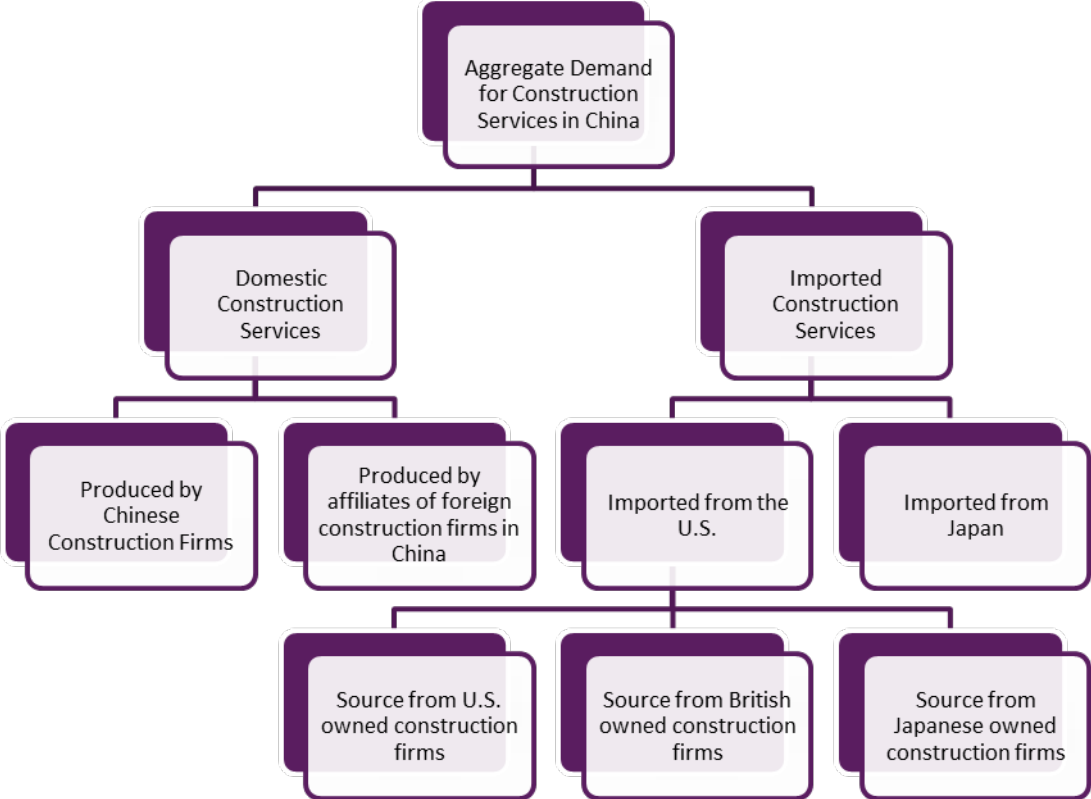 Aggregate Demand
for Construction
Services in China
Domestic
Construction
Services
Imported
Construction
Services
Produced by
Chinese
Construction Firms
Produced by
affiliates of foreign
construction firms in
China
Imported from the
U.S.
Imported from
Japan
Source from U.S.
owned construction
firms
Source from British
owned construction
firms
Source from
Japanese owned
construction firms